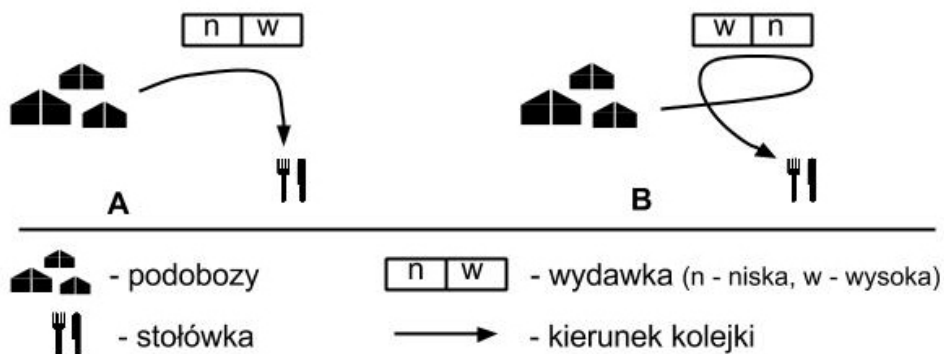 n w
w n
A
B
- podobozy
n w - wydawka (n - niska, w - wysoka)
- stołówka
- kierunek kolejki